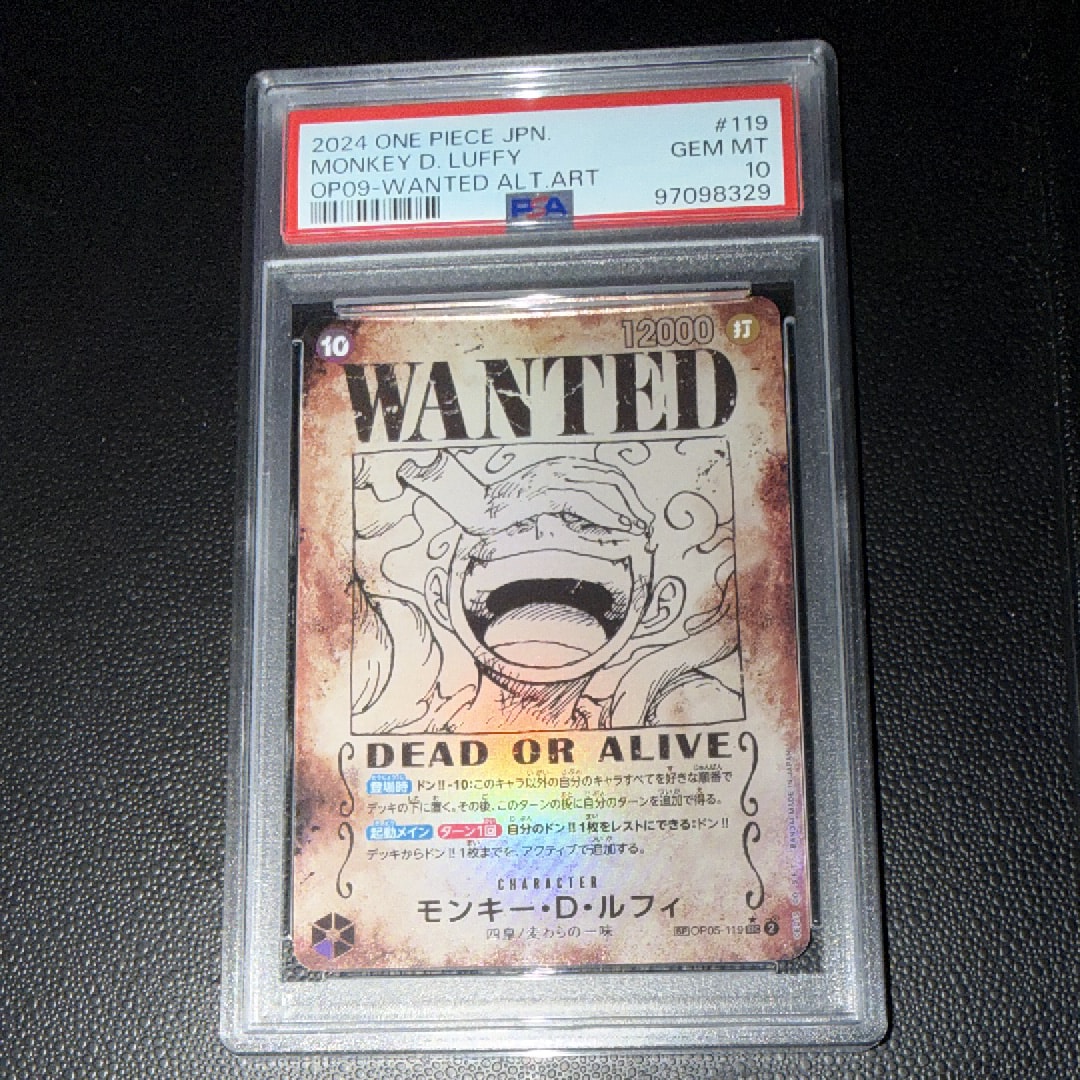 2024 ONE PIECE JPN.
#119
MONKEY D. LUFFY
GEM MT
OP09-WANTED ALT.ART
10
PSA
97098329
10
12000
打
WANTED
DEAD OR ALIVE
登場時 ドン!!-10:このキャラ以外の自分のキャラすべてを好きな順番で
デッキの下に置く。その後、このターンの後に自分のターンを追加で得る。
起動メイン ターン1回 自分のドン!!1枚をレストにできる:ドン!!
デッキからドン!!1枚までを、アクティブで追加する。
CHARACTER
モンキー・D・ルフィ
四皇/麦わらの一味
SP OP05-119 SEC 2
BANDAI MADE IN JAPAN